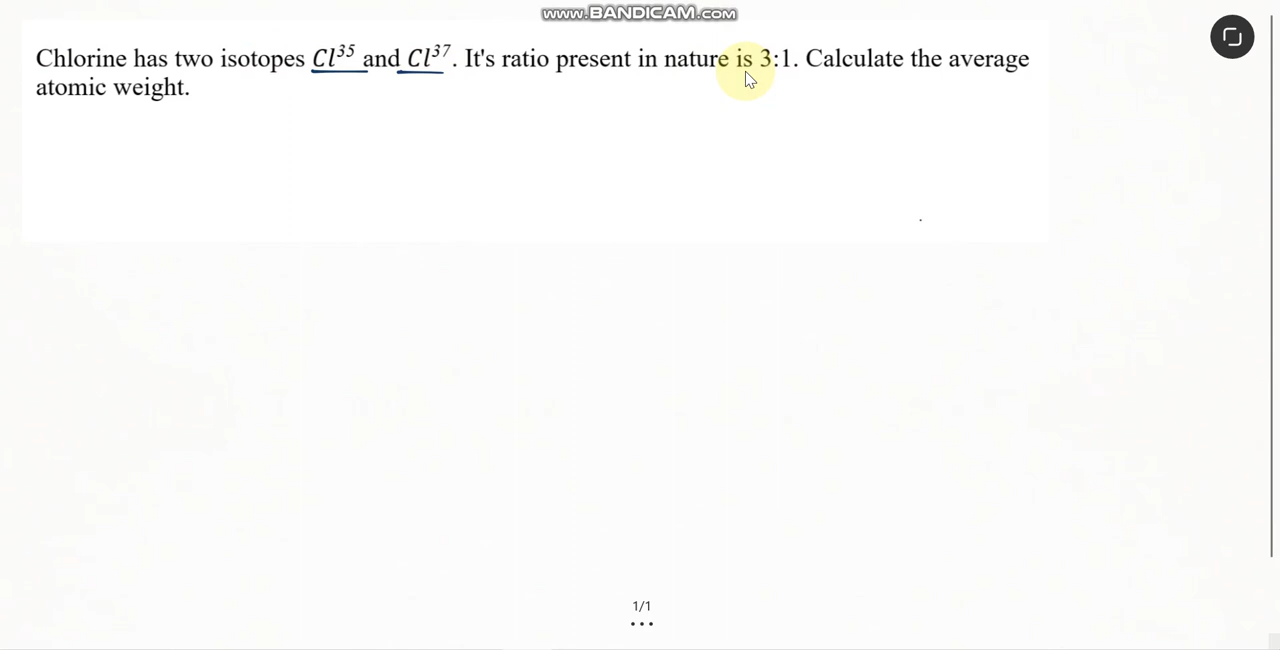 www.BANDICAM.com
Chlorine has two isotopes Cl³⁵ and Cl³⁷. It's ratio present in nature is 3:1. Calculate the average
atomic weight.
1/1